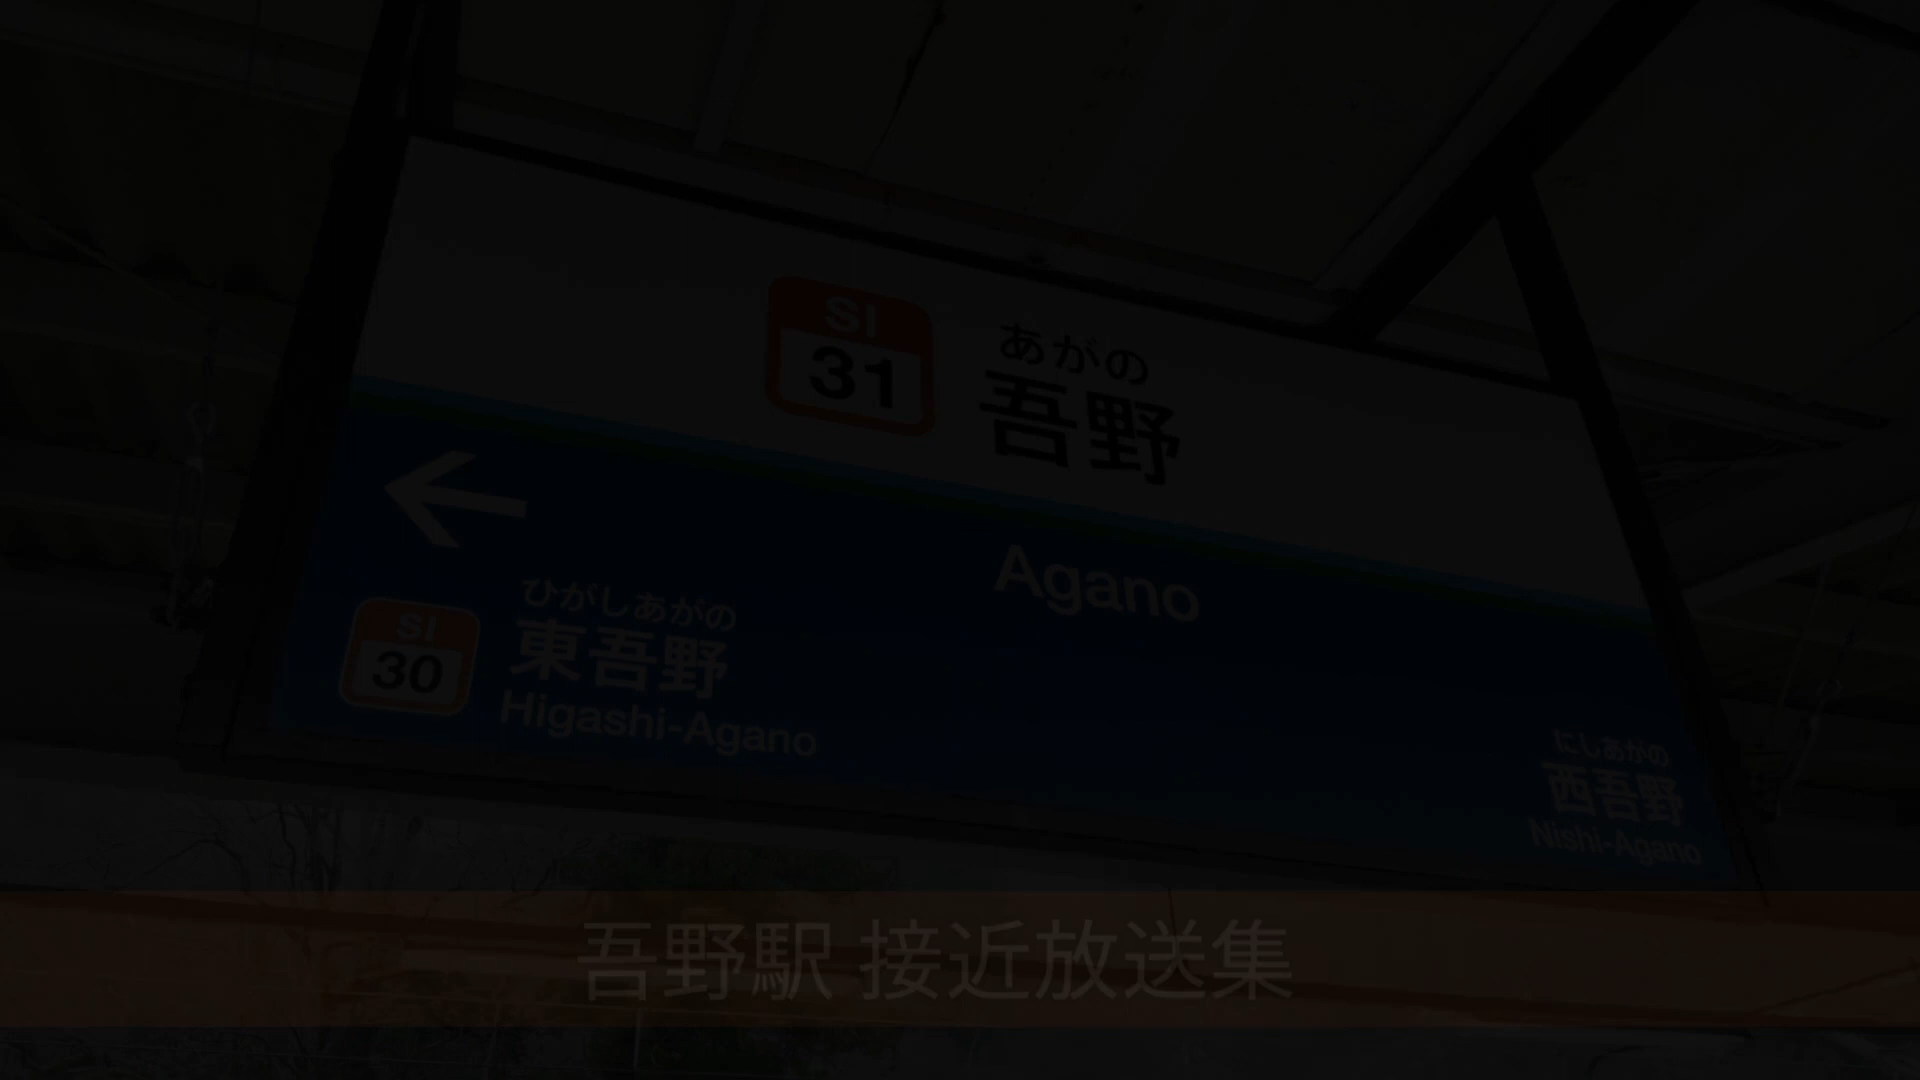 SI
31
あがの
吾野
Agano
SI
30
ひがしあがの
東吾野
Higashi-Agano
にしあがの
西吾野
Nishi-Agano
吾野駅 接近放送集